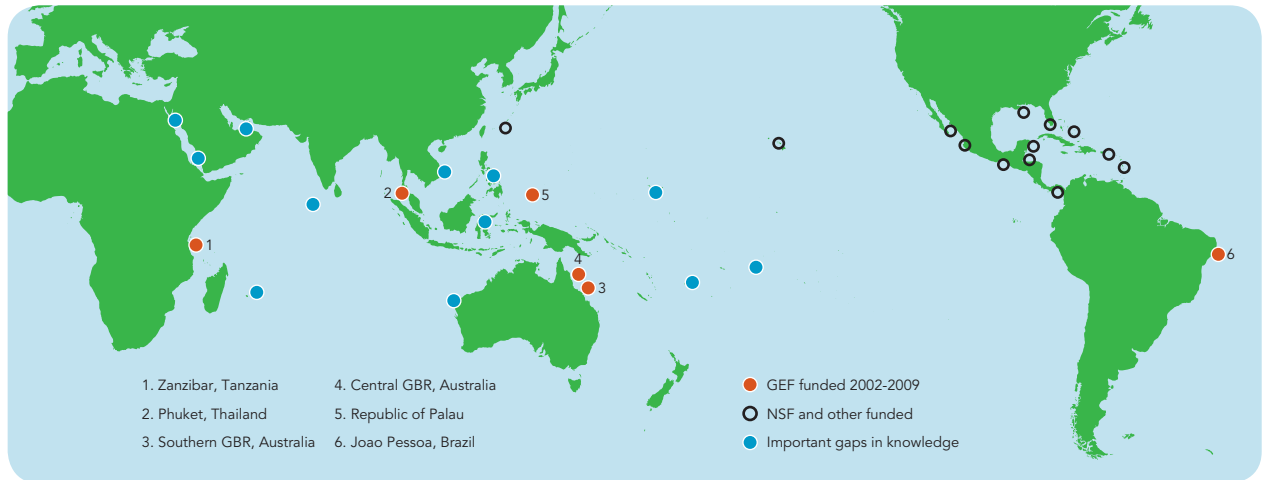 2
5
1
4
3
6
1. Zanzibar, Tanzania
2. Phuket, Thailand
3. Southern GBR, Australia
4. Central GBR, Australia
5. Republic of Palau
6. Joao Pessoa, Brazil
GEF funded 2002-2009
NSF and other funded
Important gaps in knowledge